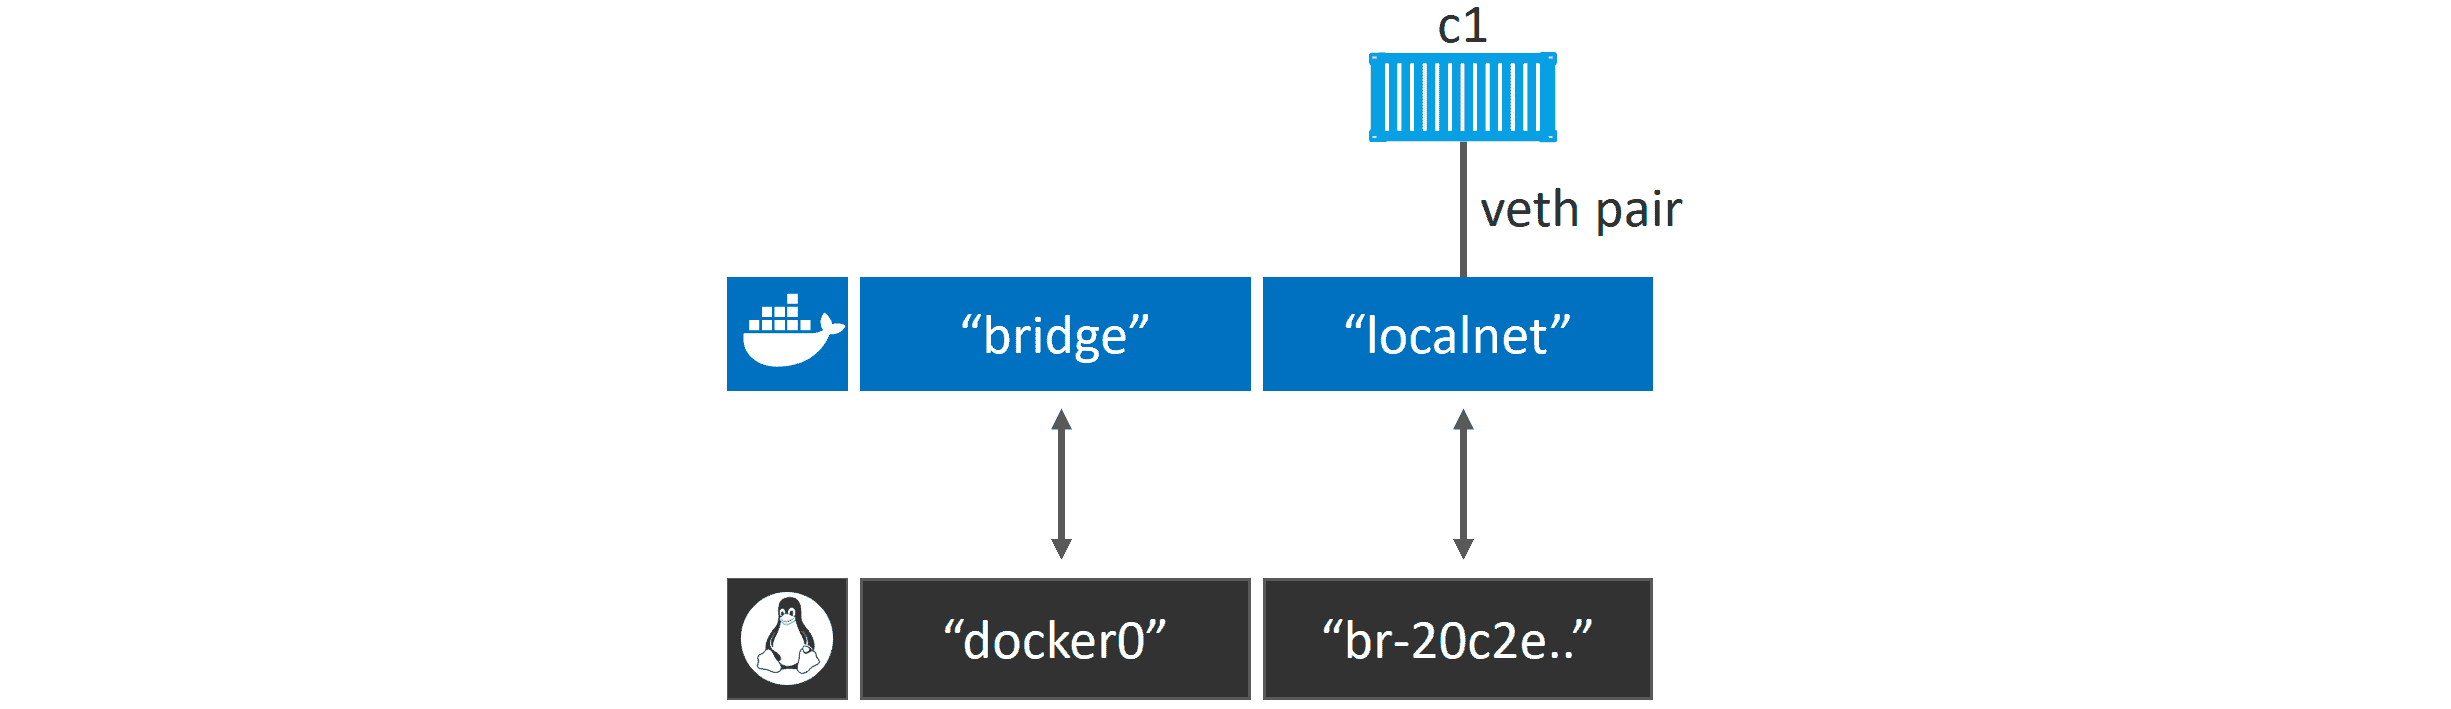 c1
veth pair
“bridge”
“localnet”
“docker0”
“br-20c2e..”